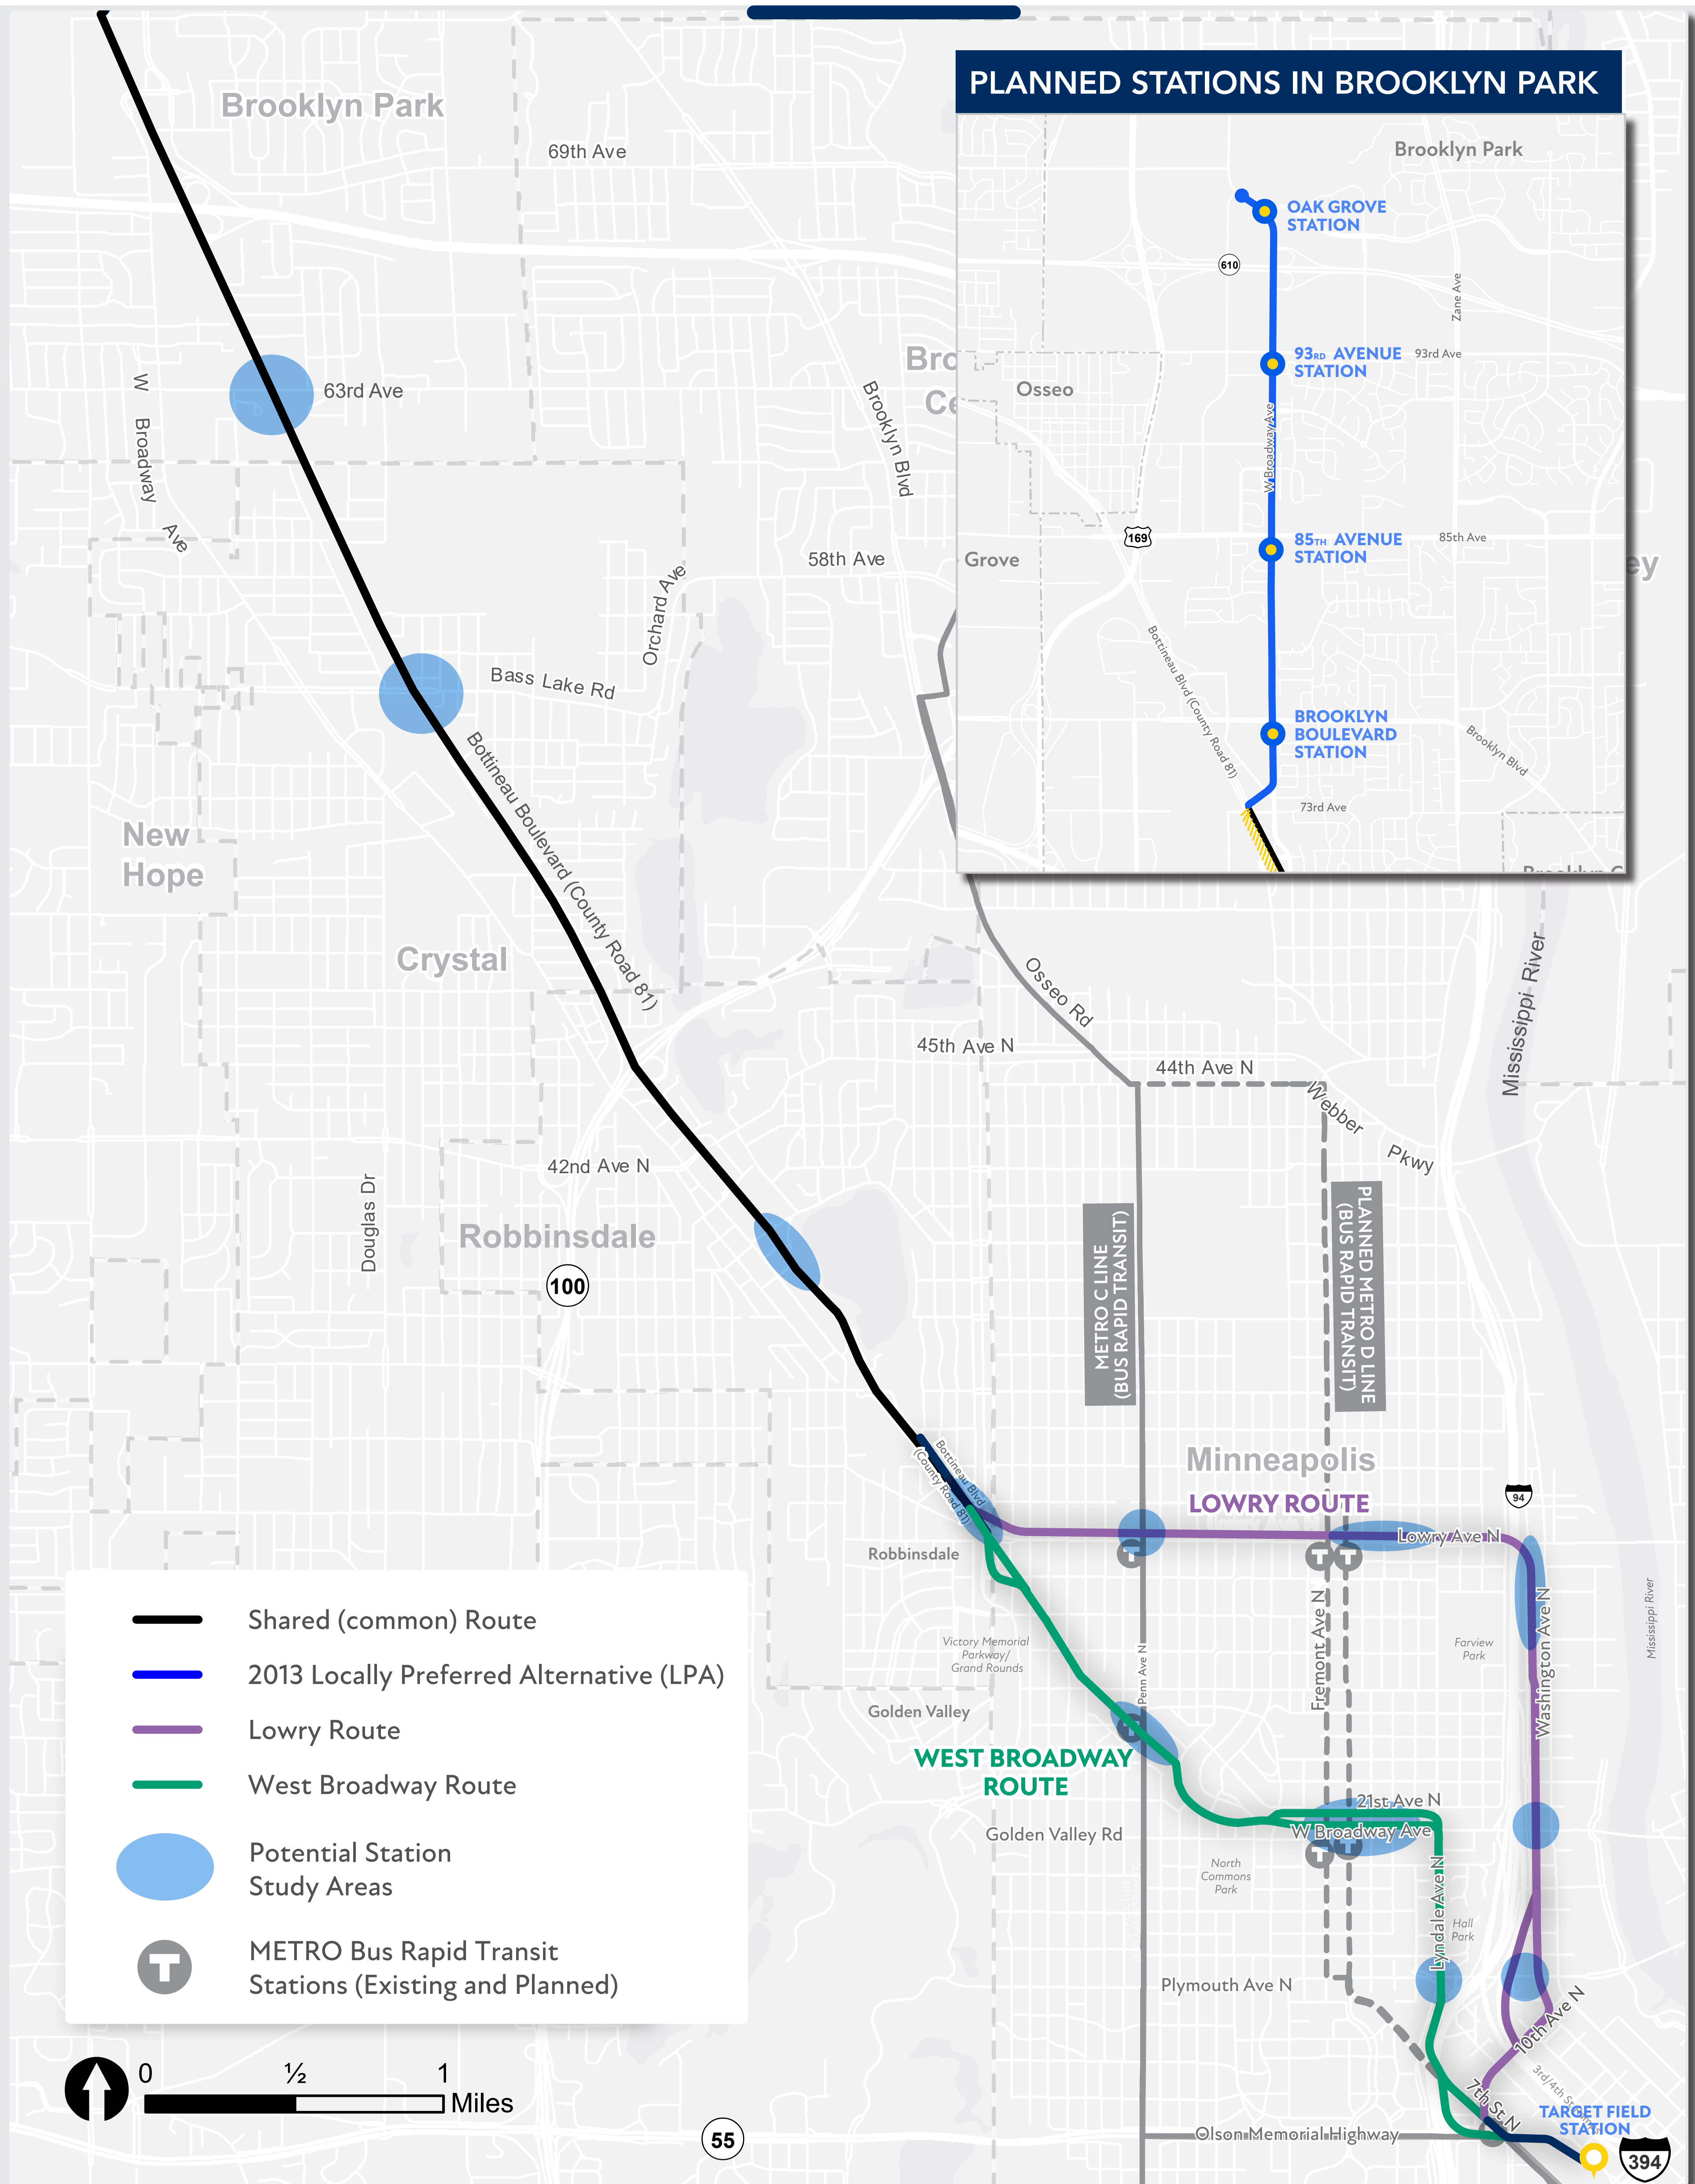 PLANNED STATIONS IN BROOKLYN PARK
Brooklyn Park
OAK GROVE
STATION
610
Zane Ave
93RD AVENUE
STATION
93rd Ave
Osseo
W Broadway Ave
169
85TH AVENUE
STATION
85th Ave
Grove
Bottineau Blvd (County Road 81)
BROOKLYN
BOULEVARD
STATION
Brooklyn Blvd
73rd Ave
Brooklyn Park
69th Ave
Bro
Ce
W Broadway Ave
63rd Ave
Brooklyn Blvd
58th Ave
ey
Orchard Ave
Bass Lake Rd
Bottineau Boulevard (County Road 81)
New
Hope
Crystal
Osseo Rd
Mississippi River
45th Ave N
44th Ave N
Webber Pkwy
42nd Ave N
Douglas Dr
Robbinsdale
100
METRO C LINE
(BUS RAPID TRANSIT)
PLANNED METRO D LINE
(BUS RAPID TRANSIT)
Bottineau Blvd
(County Road 81)
Minneapolis
LOWRY ROUTE
94
Lowry Ave N
Robbinsdale
T
T
T
Victory Memorial
Parkway/
Grand Rounds
Penn Ave N
Fremont Ave N
Farview
Park
Washington Ave N
Mississippi River
Golden Valley
T
WEST BROADWAY
ROUTE
21st Ave N
W Broadway Ave
T
T
Golden Valley Rd
North
Commons
Park
Lyndale Ave N
Hall
Park
Plymouth Ave N
10th Ave N
3rd/4th St
7th St N
TARGET FIELD
STATION
Olson Memorial Highway
55
394
Shared (common) Route
2013 Locally Preferred Alternative (LPA)
Lowry Route
West Broadway Route
Potential Station
Study Areas
T
METRO Bus Rapid Transit
Stations (Existing and Planned)
0 ½ 1
Miles